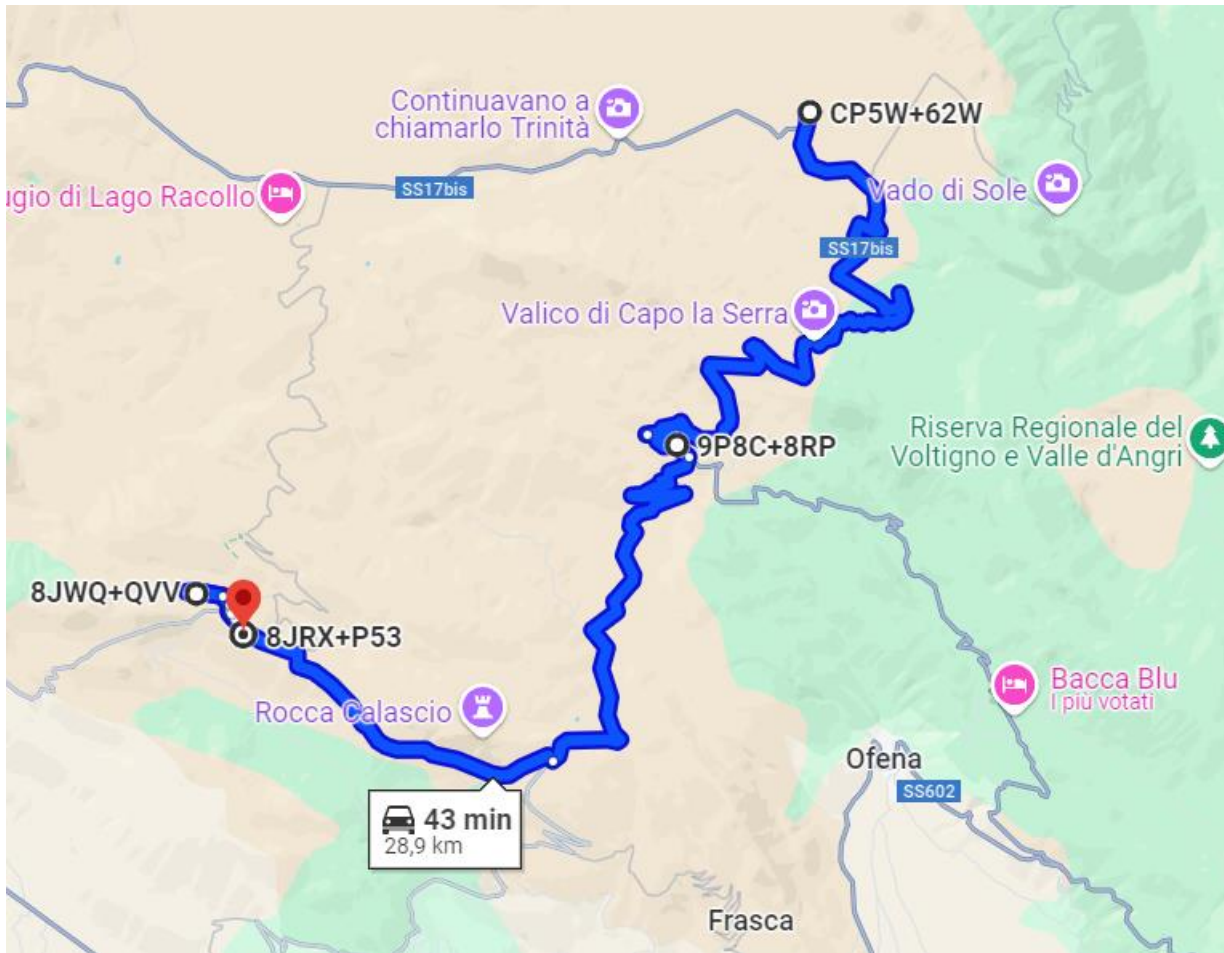 Continuavano a
chiamarlo Trinità
CP5W+62W
ugio di Lago Racollo
SS17bis
Vado di Sole
SS17bis
Valico di Capo la Serra
9P8C+8RP
Riserva Regionale del
Voltigno e Valle d'Angri
8JWQ+QVV
8JRX+P53
Rocca Calascio
Bacca Blu
I più votati
Ofena
SS602
43 min
28,9 km
Frasca